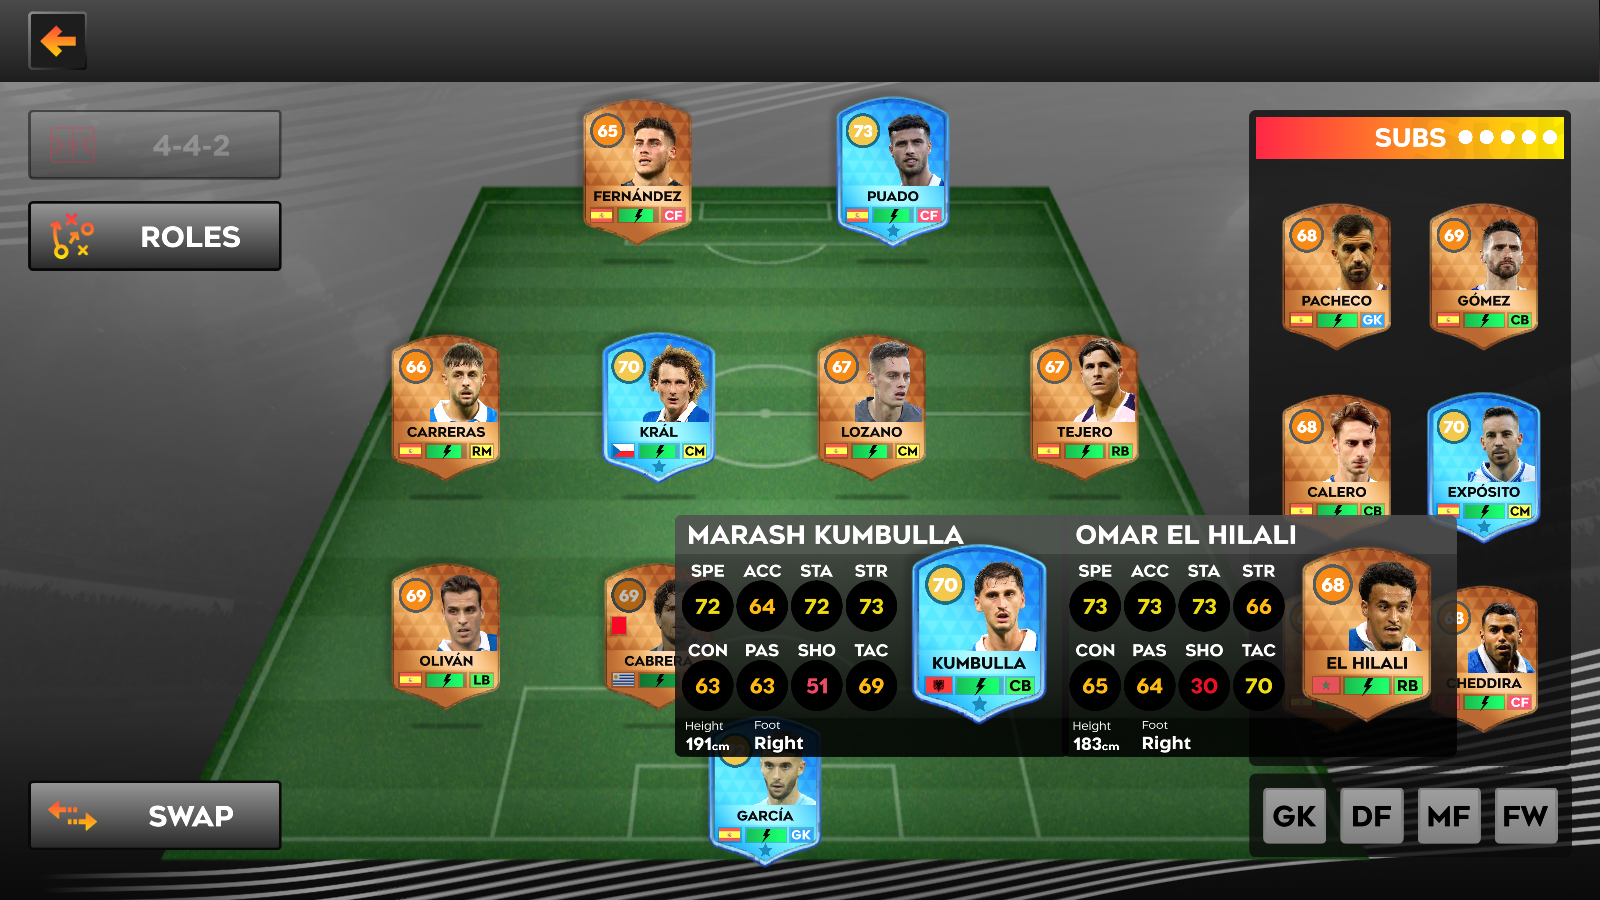 4-4-2
ROLES
SWAP
65
FERNÁNDEZ
CF
73
PUADO
CF
66
CARRERAS
RM
70
KRÁL
CM
67
LOZANO
CM
67
TEJERO
RB
69
OLIVÁN
LB
69
CABRERA
GARCÍA
GK
MARASH KUMBULLA
SPE ACC STA STR
72 64 72 73
CON PAS SHO TAC
63 63 51 69
Height Foot
191cm Right
70
KUMBULLA
CB
OMAR EL HILALI
SPE ACC STA STR
73 73 73 66
CON PAS SHO TAC
65 64 30 70
Height Foot
183cm Right
68
EL HILALI
RB
SUBS
68
PACHECO
GK
69
GÓMEZ
CB
68
CALERO
CB
70
EXPÓSITO
CM
CHEDDIRA
CF
GK DF MF FW